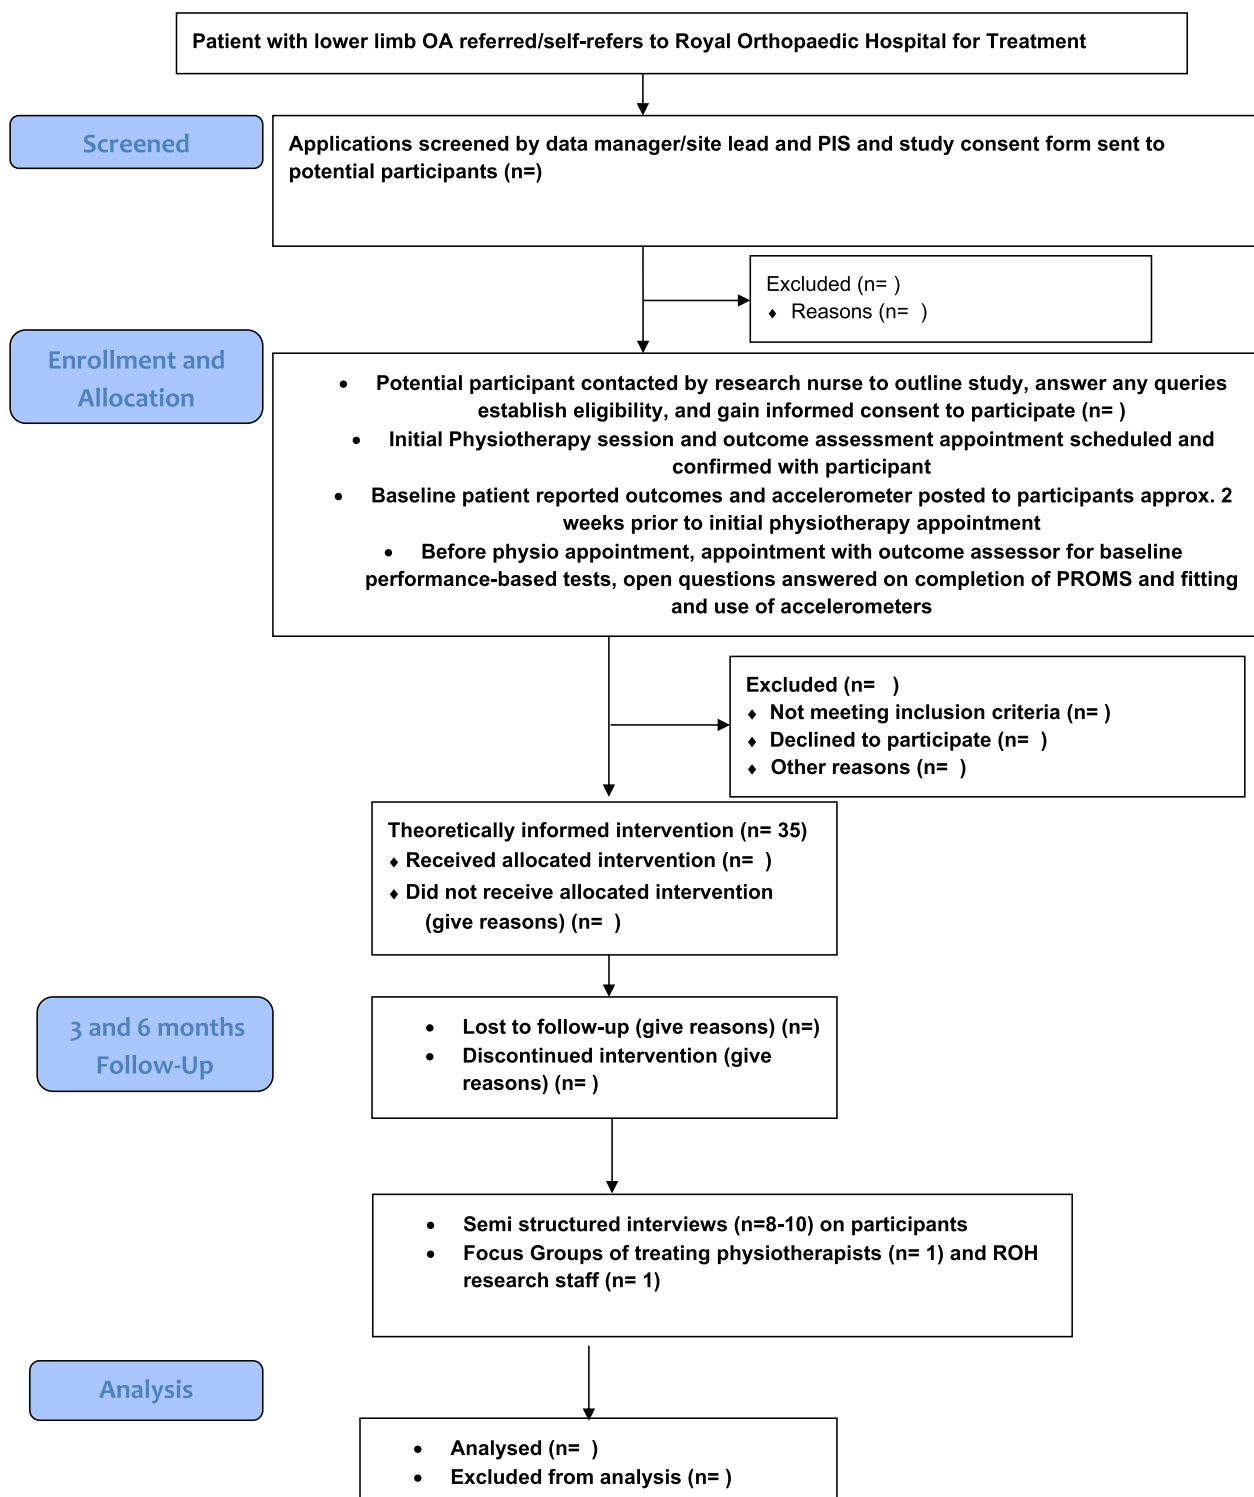 Patient with lower limb OA referred/self-refers to Royal Orthopaedic Hospital for Treatment
Screened
Applications screened by data manager/site lead and PIS and study consent form sent to
potential participants (n=)
Excluded (n= )
♦ Reasons (n=  )
Enrollment and
Allocation
• Potential participant contacted by research nurse to outline study, answer any queries
establish eligibility, and gain informed consent to participate (n= )
• Initial Physiotherapy session and outcome assessment appointment scheduled and
confirmed with participant
• Baseline patient reported outcomes and accelerometer posted to participants approx. 2
weeks prior to initial physiotherapy appointment
• Before physio appointment, appointment with outcome assessor for baseline
performance-based tests, open questions answered on completion of PROMS and fitting
and use of accelerometers
Excluded (n=   )
♦ Not meeting inclusion criteria (n= )
♦ Declined to participate (n=  )
♦ Other reasons (n=  )
Theoretically informed intervention (n= 35)
♦ Received allocated intervention (n=  )
♦ Did not receive allocated intervention
(give reasons) (n=  )
3 and 6 months
Follow-Up
• Lost to follow-up (give reasons) (n=)
• Discontinued intervention (give
reasons) (n= )
• Semi structured interviews (n=8-10) on participants
• Focus Groups of treating physiotherapists (n= 1) and ROH
research staff (n= 1)
Analysis
• Analysed (n=  )
• Excluded from analysis (n= )